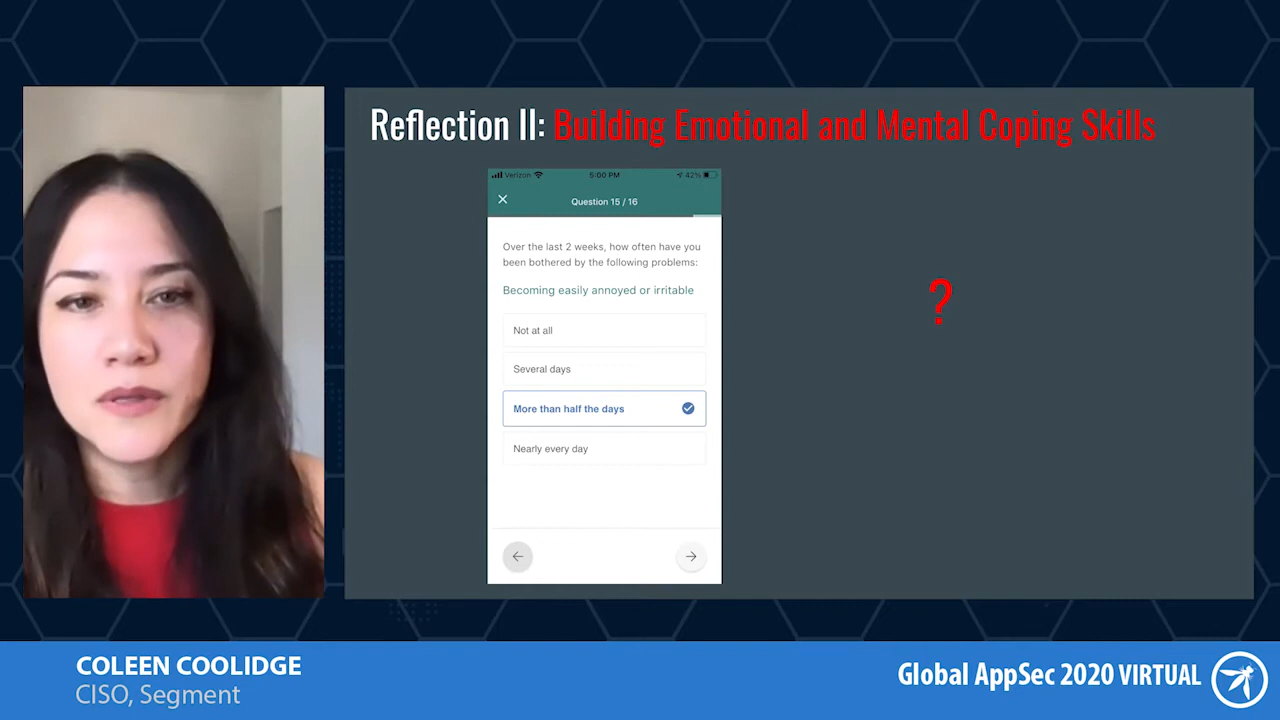 Reflection II: Building Emotional and Mental Coping Skills
Verizon 5:00 PM 42%
Question 15 / 16
Over the last 2 weeks, how often have you
been bothered by the following problems:
Becoming easily annoyed or irritable
Not at all
Several days
More than half the days
Nearly every day
?
COLEEN COOLIDGE
CISO, Segment
Global AppSec 2020 VIRTUAL